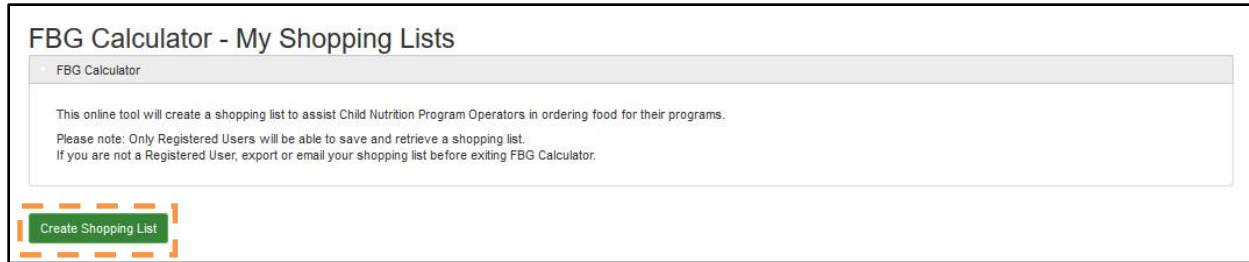 FBG Calculator - My Shopping Lists
FBG Calculator
This online tool will create a shopping list to assist Child Nutrition Program Operators in ordering food for their programs.
Please note: Only Registered Users will be able to save and retrieve a shopping list.
If you are not a Registered User, export or email your shopping list before exiting FBG Calculator.
Create Shopping List